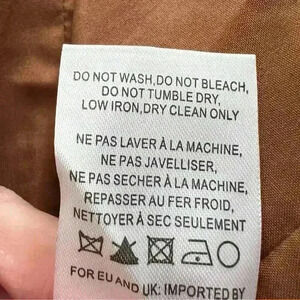 DO NOT WASH,DO NOT BLEACH,
DO NOT TUMBLE DRY,
LOW IRON,DRY CLEAN ONLY
NE PAS LAVER À LA MACHINE,
NE PAS JAVELLISER,
NE PAS SÉCHER À LA MACHINE,
REPASSER AU FER FROID,
NETTOYER À SEC SEULEMENT
FOR EU AND UK: IMPORTED BY